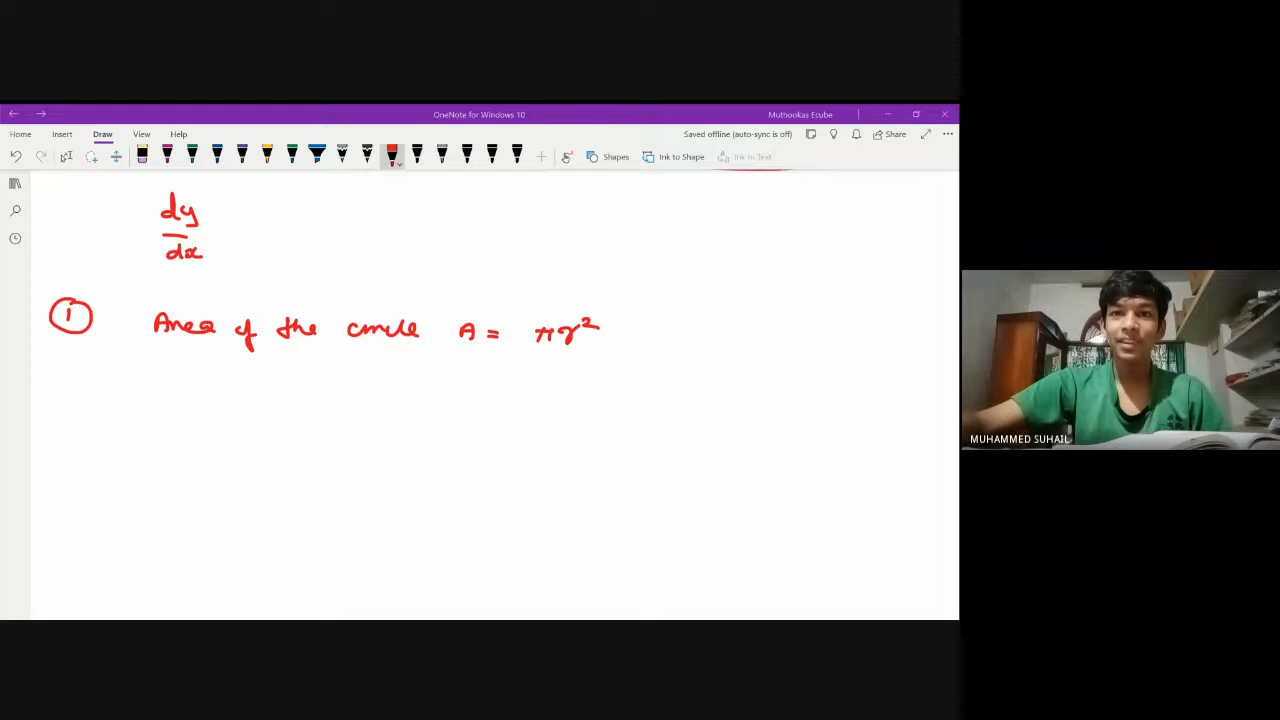 OneNote for Windows 10
Muthookas Ecube
Home Insert Draw View Help
Saved offline (auto-sync is off)
Share
Shapes
Ink to Shape
Ink to Text
dy
dx
1 Area of the circle A = πr²
MUHAMMED SUHAIL